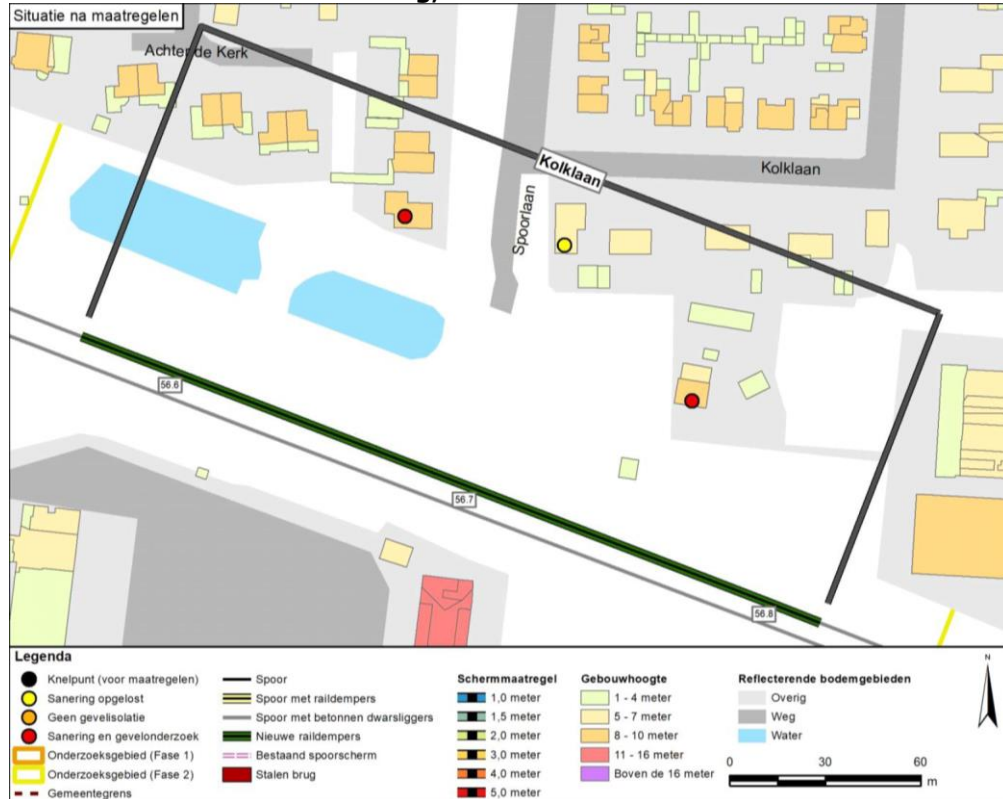 Situatie na maatregelen
Achter de Kerk
Kolklaan
Kolklaan
Spoorlaan
56.6
56.7
56.8
Legenda
Knelpunt (voor maatregelen)
Sanering opgelost
Geen gevelisolatie
Sanering en gevelonderzoek
Onderzoeksgebied (Fase 1)
Onderzoeksgebied (Fase 2)
Gemeentegrens
Spoor
Spoor met raildempers
Spoor met betonnen dwarsliggers
Nieuwe raildempers
Bestaand spoorscherm
Stalen brug
Schermmaatregel
1,0 meter
1,5 meter
2,0 meter
3,0 meter
4,0 meter
5,0 meter
Gebouwhoogte
1 - 4 meter
5 - 7 meter
8 - 10 meter
11 - 16 meter
Boven de 16 meter
Reflecterende bodemgebieden
Overig
Weg
Water
N
0 30 60
m